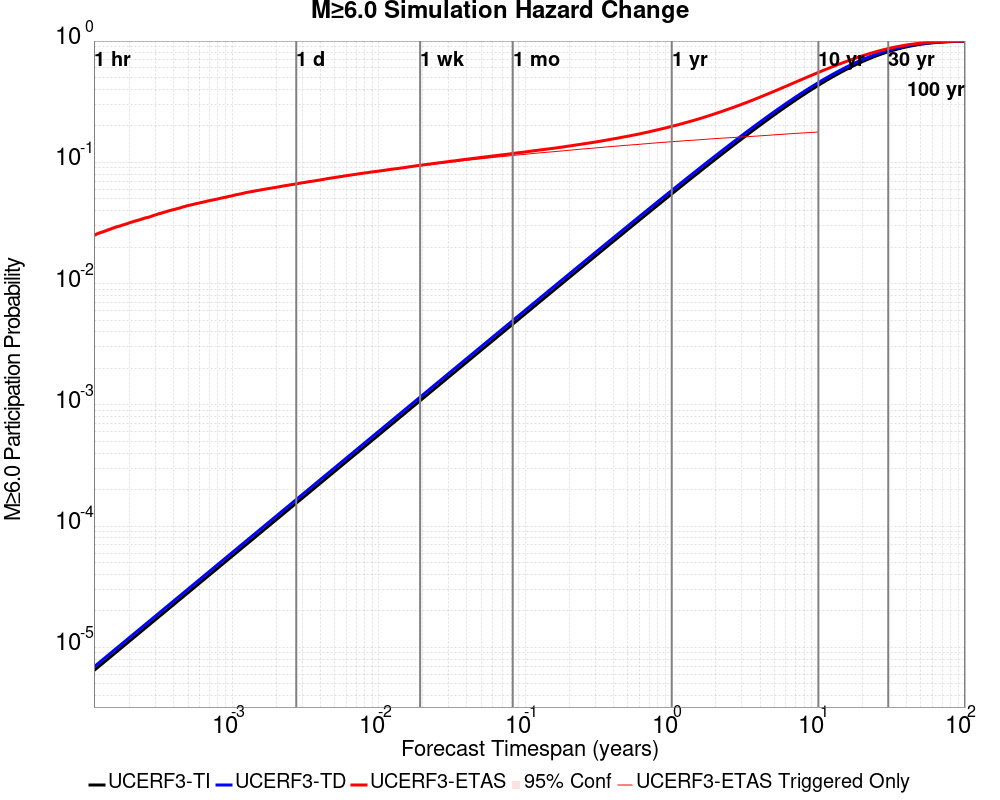 M≥6.0 Simulation Hazard Change
10^0
1 hr 1 d 1 wk 1 mo 1 yr 10 yr 30 yr
100 yr
10^-1
10^-2
10^-3
10^-4
10^-5
M≥6.0 Participation Probability
10^-3 10^-2 10^-1 10^0 10^1 10^2
Forecast Timespan (years)
UCERF3-TI UCERF3-TD UCERF3-ETAS 95% Conf UCERF3-ETAS Triggered Only